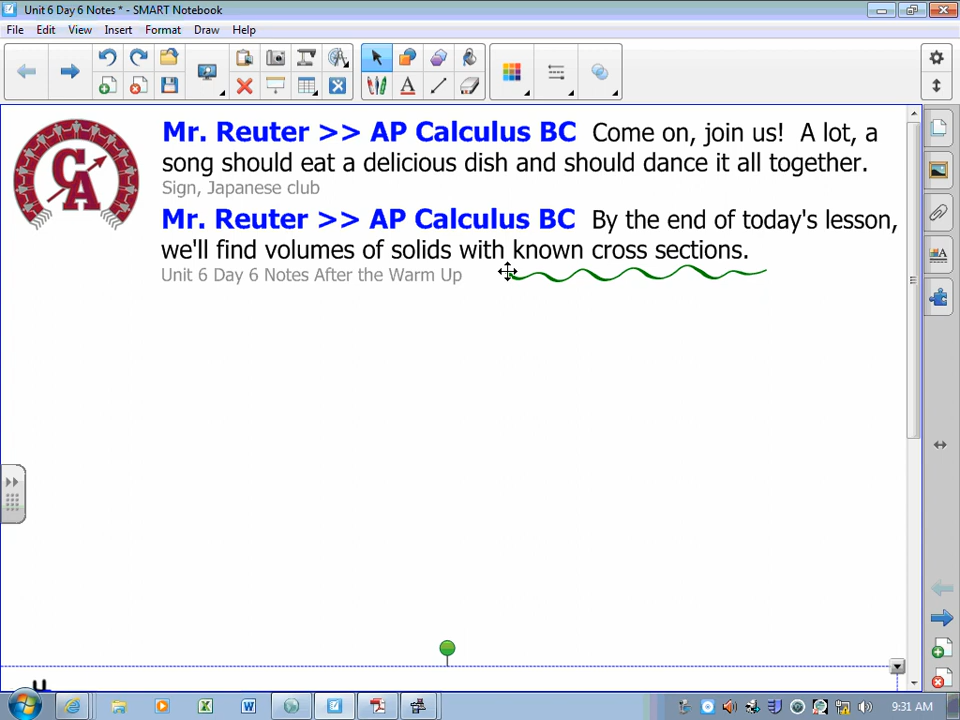 Unit 6 Day 6 Notes * - SMART Notebook
File Edit View Insert Format Draw Help
CA
Mr. Reuter >> AP Calculus BC Come on, join us! A lot, a
song should eat a delicious dish and should dance it all together.
Sign, Japanese club
Mr. Reuter >> AP Calculus BC By the end of today's lesson,
we'll find volumes of solids with known cross sections.
Unit 6 Day 6 Notes After the Warm Up
9:31 AM